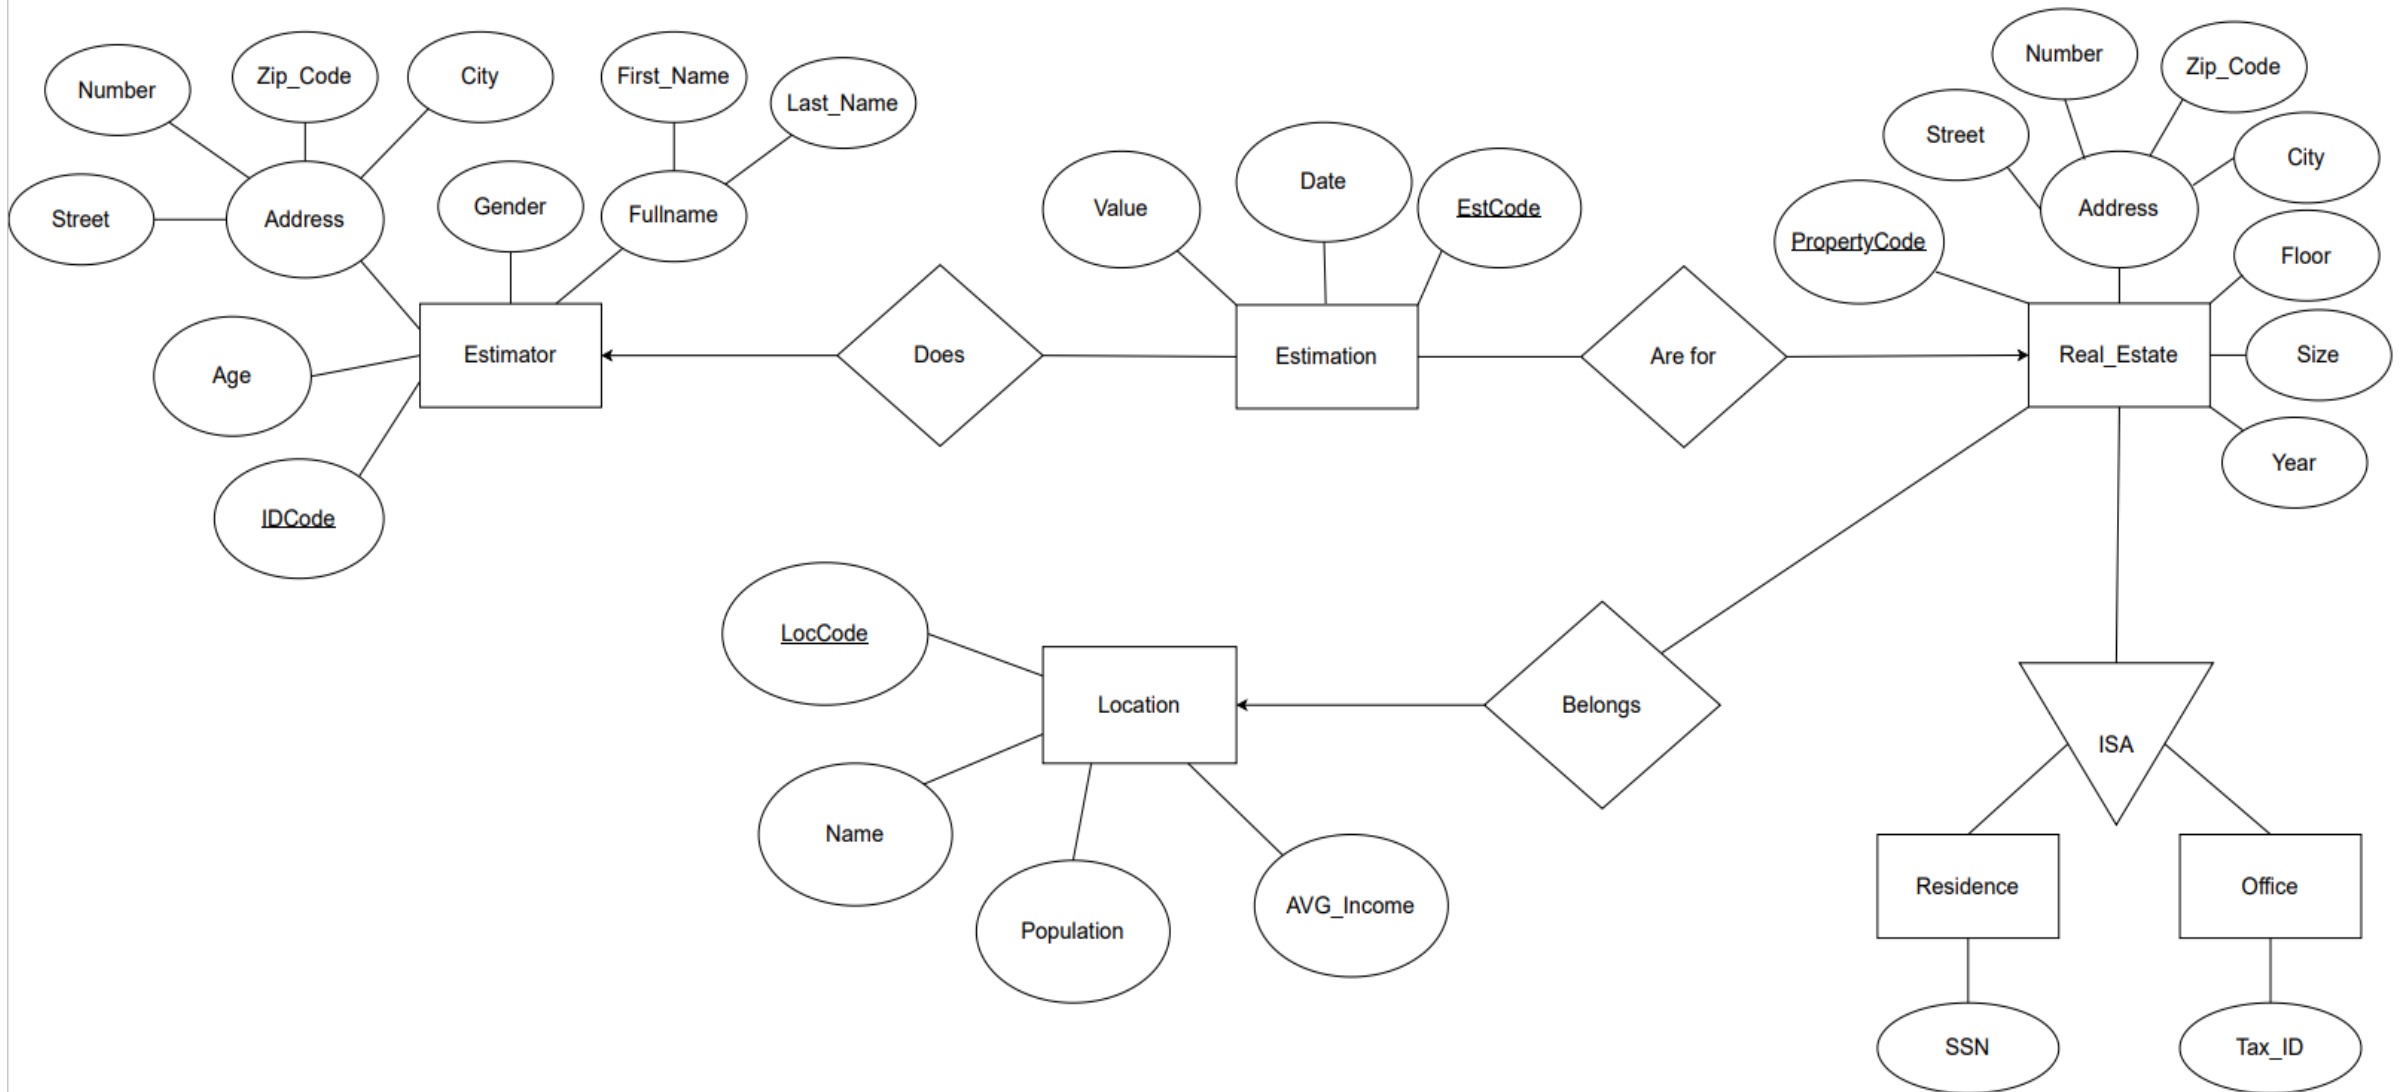 Number
Zip_Code
City
First_Name
Last_Name
Street
Address
Gender
Fullname
Age
Estimator
IDCode
Does
Value
Date
EstCode
Estimation
Are for
Number
Zip_Code
Street
City
Address
PropertyCode
Floor
Real_Estate
Size
Year
LocCode
Location
Belongs
Name
Population
AVG_Income
ISA
Residence
Office
SSN
Tax_ID